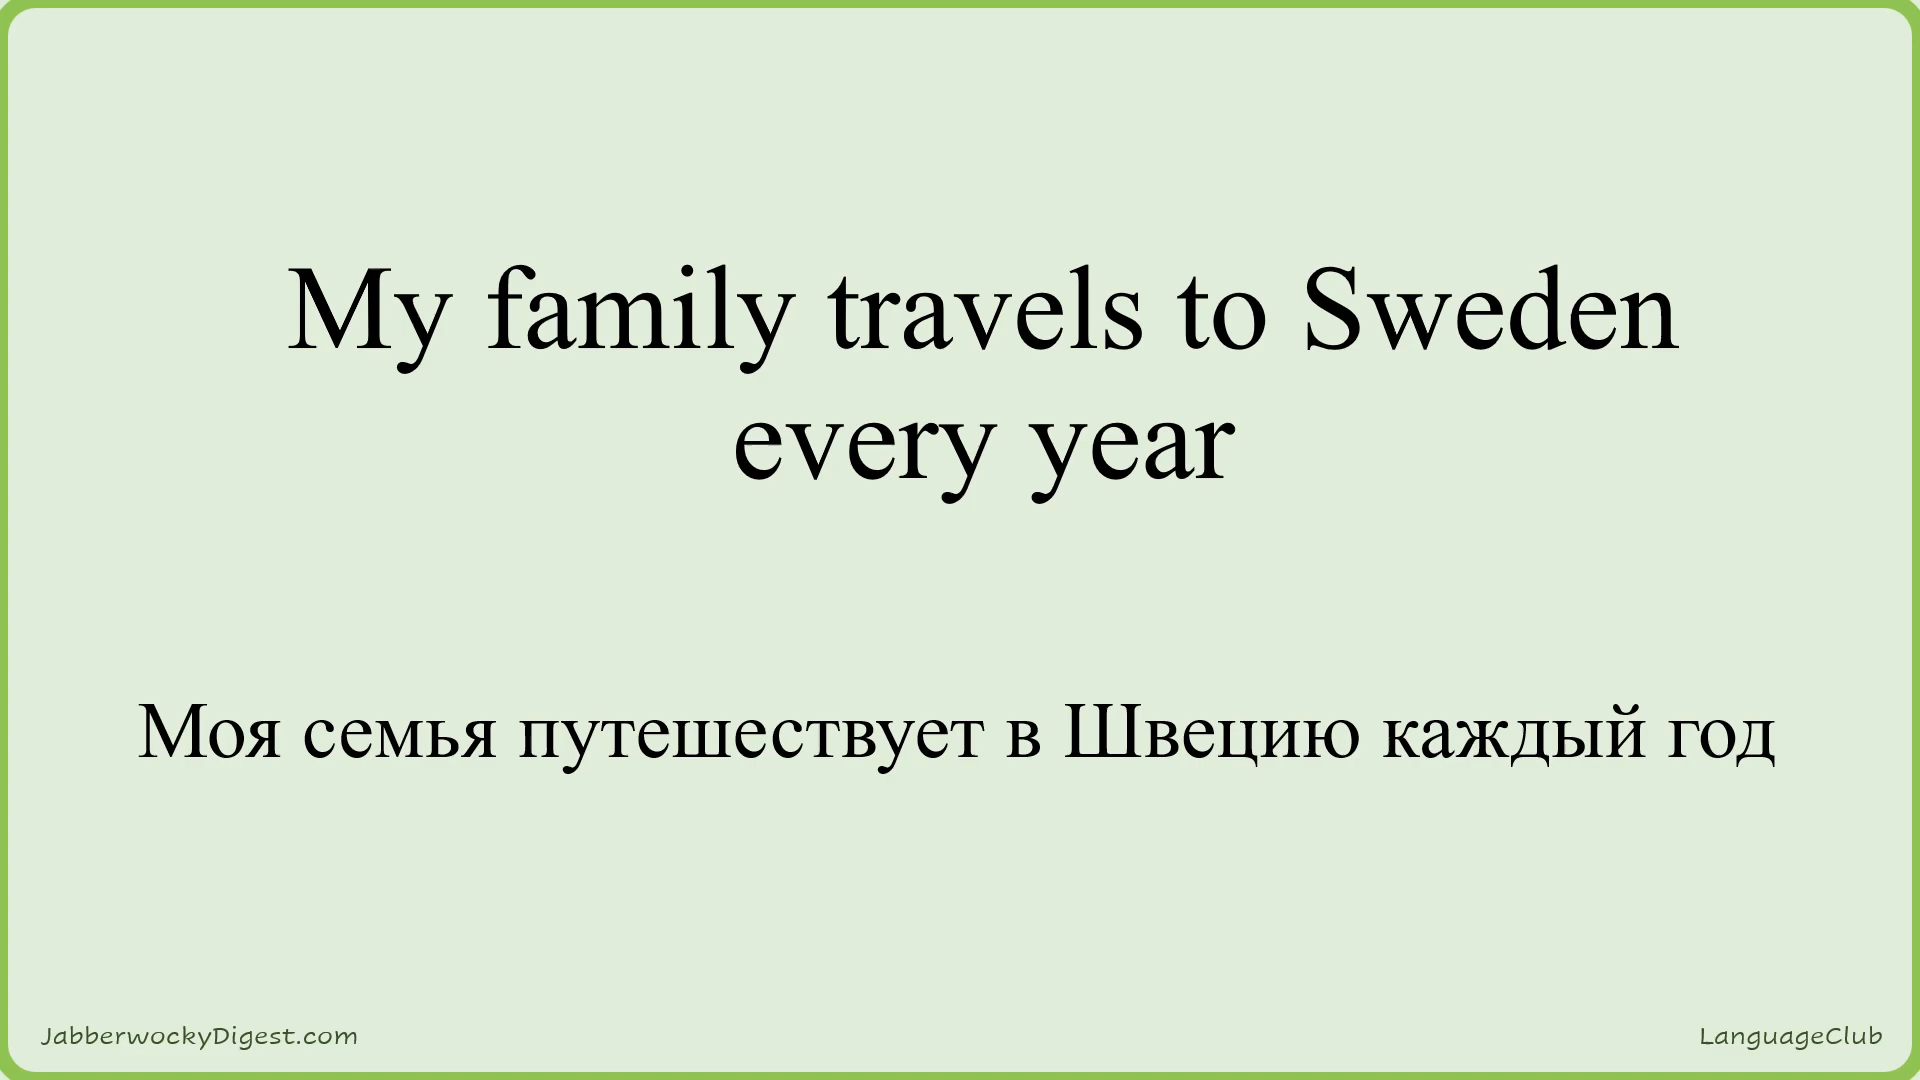 My family travels to Sweden
every year
Моя семья путешествует в Швецию каждый год
JabberwockyDigest.com
LanguageClub